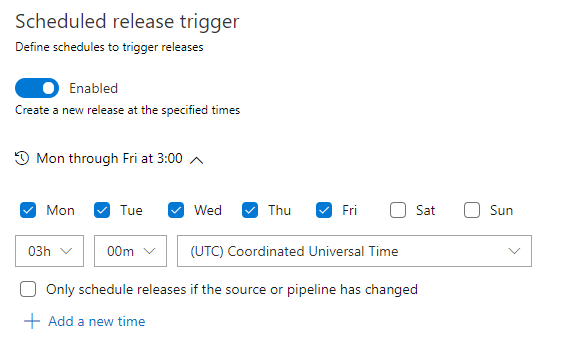 Scheduled release trigger
Define schedules to trigger releases
Enabled
Create a new release at the specified times
Mon through Fri at 3:00
Mon Tue Wed Thu Fri Sat Sun
03h 00m (UTC) Coordinated Universal Time
Only schedule releases if the source or pipeline has changed
Add a new time